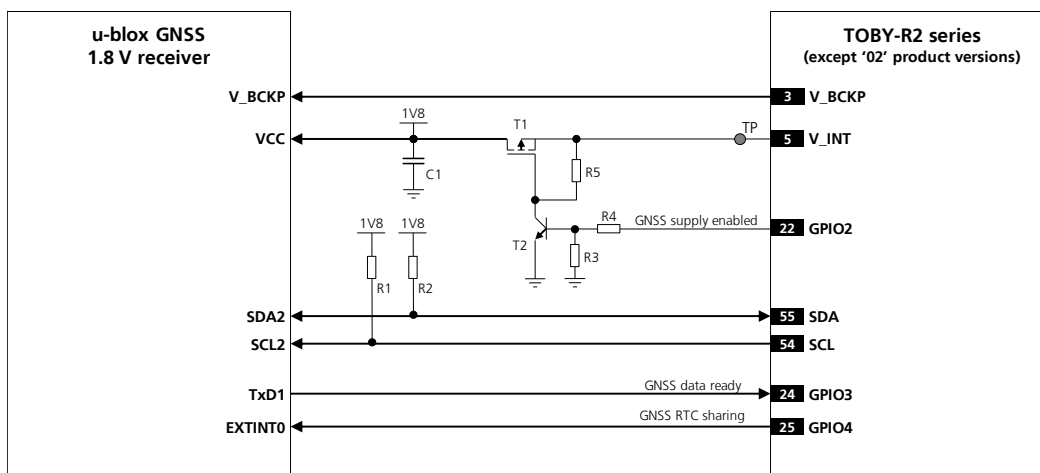 u-blox GNSS
1.8 V receiver
TOBY-R2 series
(except ‘02’ product versions)
V_BCKP
3
V_BCKP
VCC
1V8
T1
TP
5
V_INT
C1
R5
1V8
1V8
T2
R4
GNSS supply enabled
22
GPIO2
R3
R1
R2
SDA2
55
SDA
SCL2
54
SCL
TxD1
GNSS data ready
24
GPIO3
EXTINT0
GNSS RTC sharing
25
GPIO4